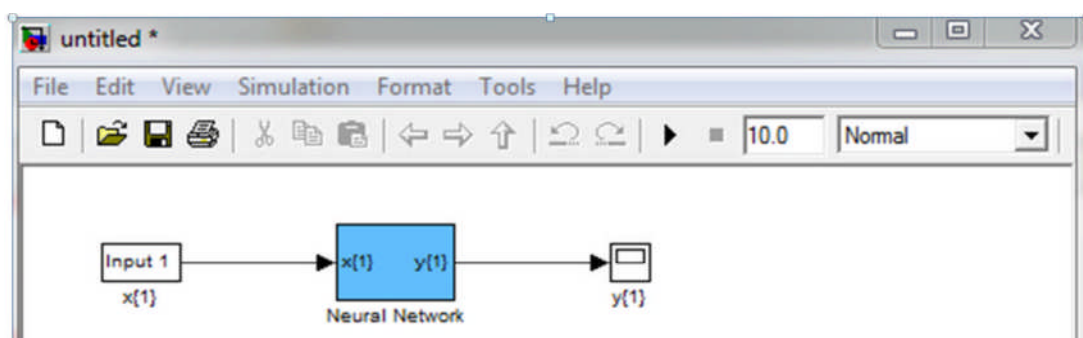 untitled *
File Edit View Simulation Format Tools Help
10.0 Normal
Input 1 x{1} y{1}
x{1} y{1}
Neural Network